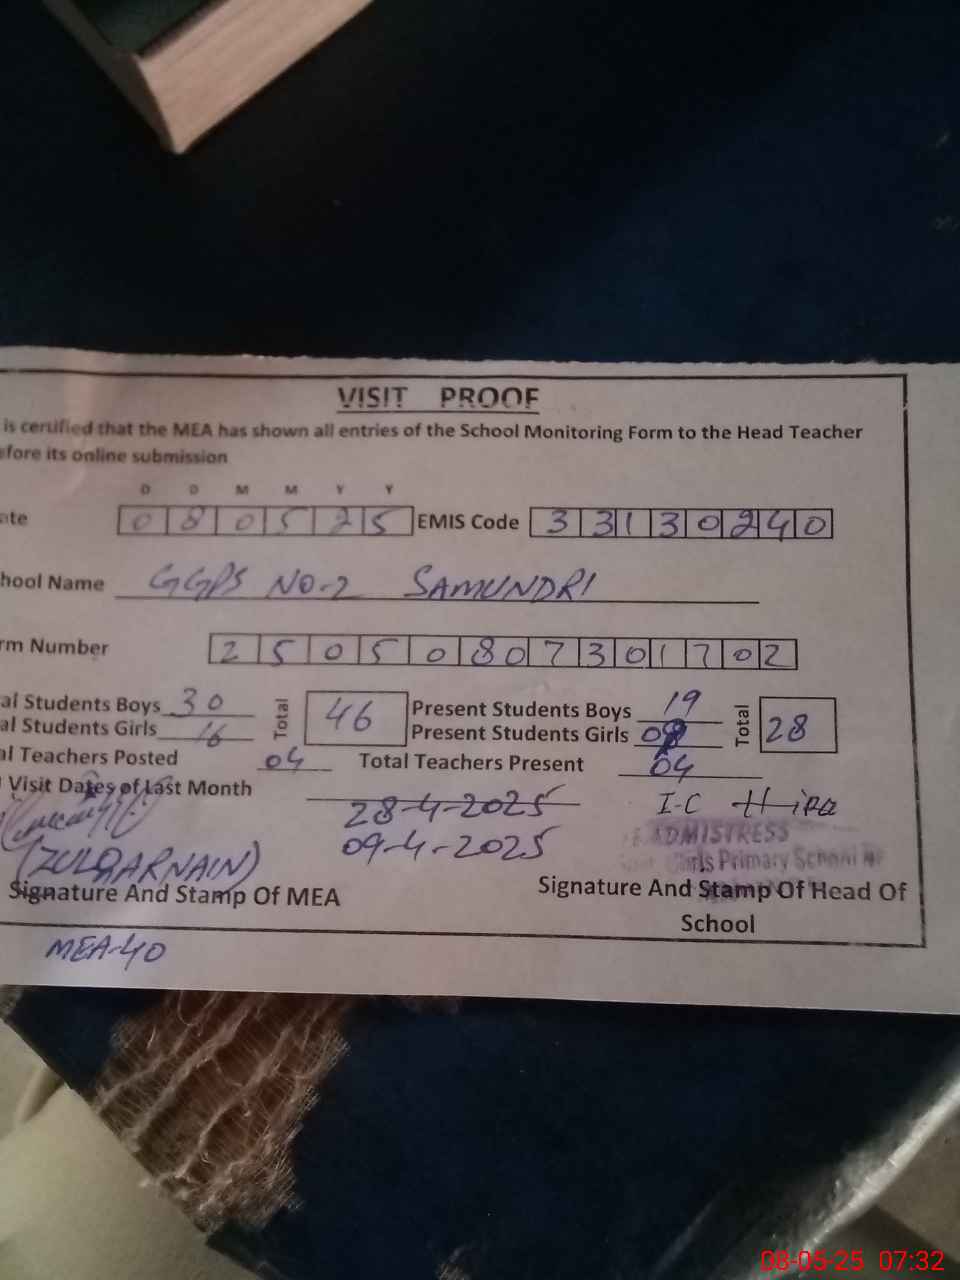 VISIT PROOF
is certified that the MEA has shown all entries of the School Monitoring Form to the Head Teacher
efore its online submission
D D M M Y Y
ate 0 8 0 5 2 5 EMIS Code 3 3 1 3 0 2 4 0
hool Name GGPS NO-2 SAMUNDRI
rm Number 2 5 0 5 0 8 0 7 3 0 1 7 0 2
al Students Boys 30 Total 46 Present Students Boys 19 Total 28
al Students Girls 16 Present Students Girls 09
al Teachers Posted 04 Total Teachers Present 04
Visit Dates of Last Month 28-4-2025 I-C Hira
09-4-2025 ADMISTRESS
(ZULQARNAIN) Girls Primary School
Signature And Stamp Of MEA Signature And Stamp Of Head Of
School
MEA-40
08-05-25 07:32